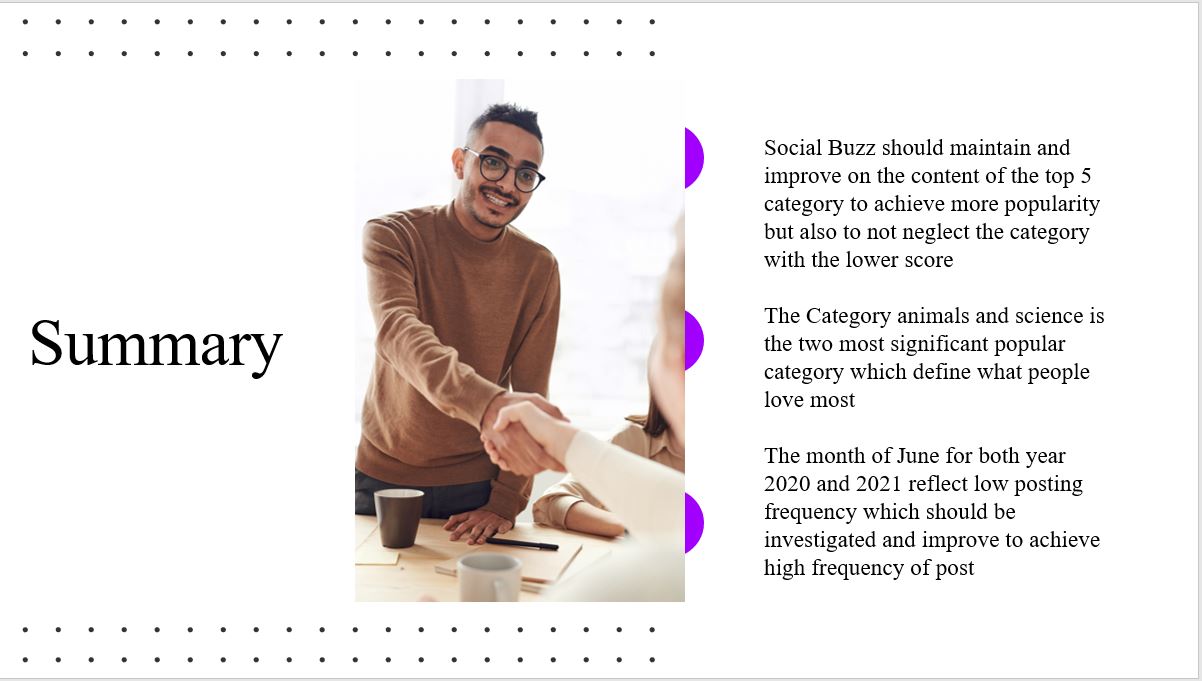 Summary
Social Buzz should maintain and
improve on the content of the top 5
category to achieve more popularity
but also to not neglect the category
with the lower score
The Category animals and science is
the two most significant popular
category which define what people
love most
The month of June for both year
2020 and 2021 reflect low posting
frequency which should be
investigated and improve to achieve
high frequency of post